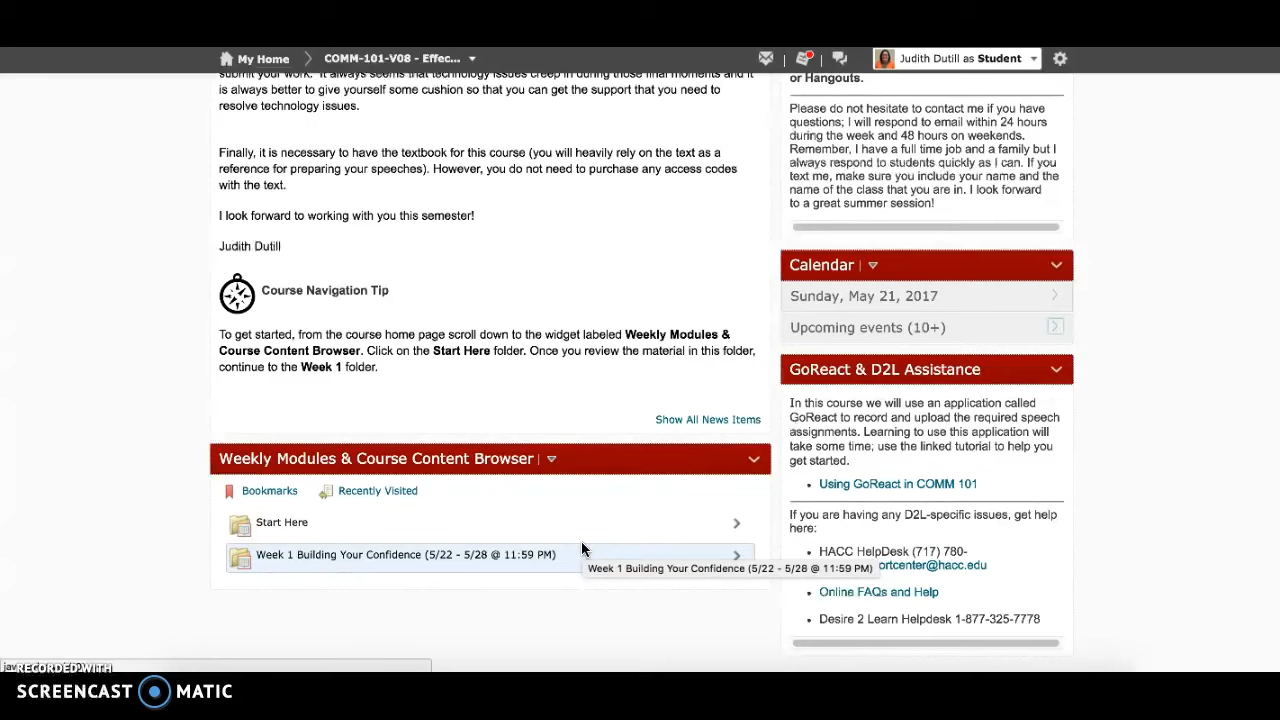 My Home
COMM-101-V08 - Effec...
Judith Dutill as Student
submit your work. It always seems that technology issues creep in during those final moments and it
is always better to give yourself some cushion so that you can get the support that you need to
resolve technology issues.
Finally, it is necessary to have the textbook for this course (you will heavily rely on the text as a
reference for preparing your speeches). However, you do not need to purchase any access codes
with the text.
I look forward to working with you this semester!
Judith Dutill
Course Navigation Tip
To get started, from the course home page scroll down to the widget labeled Weekly Modules &
Course Content Browser. Click on the Start Here folder. Once you review the material in this folder,
continue to the Week 1 folder.
Show All News Items
Weekly Modules & Course Content Browser
Bookmarks
Recently Visited
Start Here
Week 1 Building Your Confidence (5/22 - 5/28 @ 11:59 PM)
Week 1 Building Your Confidence (5/22 - 5/28 @ 11:59 PM)
or Hangouts.
Please do not hesitate to contact me if you have
questions; I will respond to email within 24 hours
during the week and 48 hours on weekends.
Remember, I have a full time job and a family but I
always respond to students quickly as I can. If you
text me, make sure you include your name and the
name of the class that you are in. I look forward
to a great summer session!
Calendar
Sunday, May 21, 2017
Upcoming events (10+)
GoReact & D2L Assistance
In this course we will use an application called
GoReact to record and upload the required speech
assignments. Learning to use this application will
take some time; use the linked tutorial to help you
get started.
• Using GoReact in COMM 101
If you are having any D2L-specific issues, get help
here:
• HACC HelpDesk (717) 780-
ortcenter@hacc.edu
• Online FAQs and Help
• Desire 2 Learn Helpdesk 1-877-325-7778
RECORDED WITH
SCREENCAST MATIC